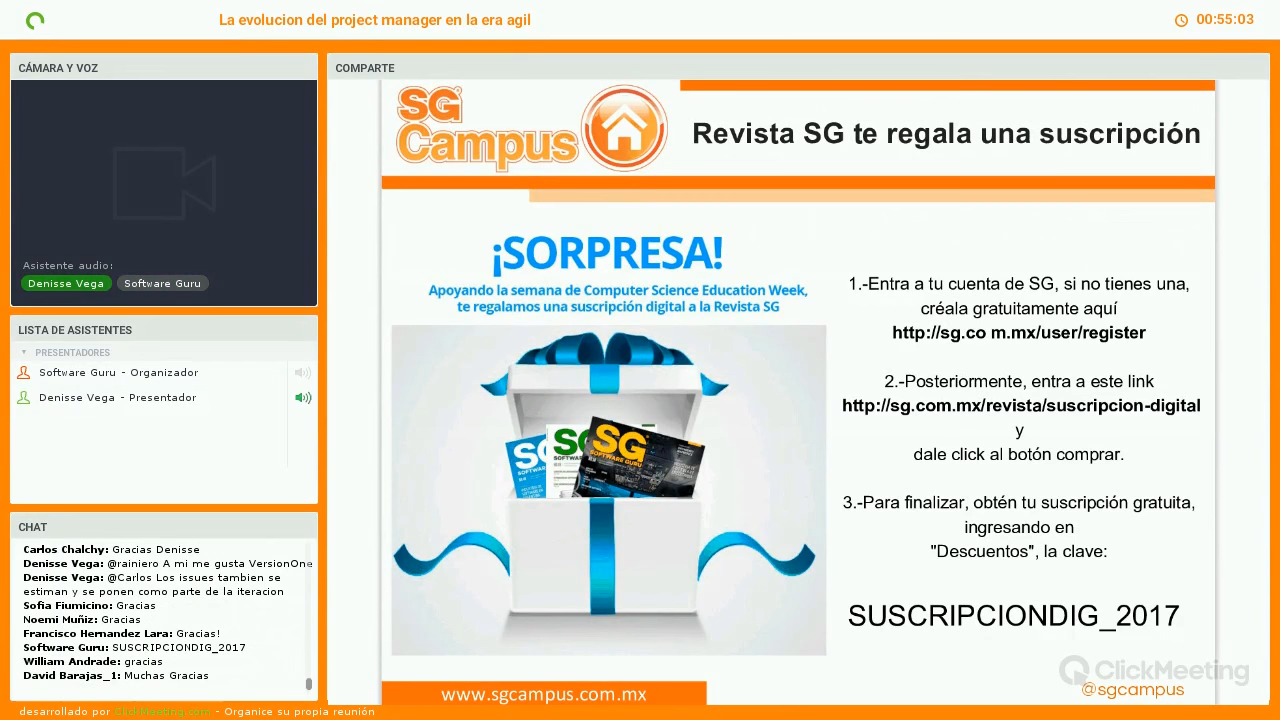 La evolucion del project manager en la era agil
00:55:03
CÁMARA Y VOZ
Asistente audio:
Denisse Vega
Software Guru
LISTA DE ASISTENTES
PRESENTADORES
Software Guru - Organizador
Denisse Vega - Presentador
CHAT
Carlos Chalchy: Gracias Denisse
Denisse Vega: @rainiero A mi me gusta VersionOne
Denisse Vega: @Carlos Los issues tambien se
estiman y se ponen como parte de la iteracion
Sofia Fiumicino: Gracias
Noemi Muñiz: Gracias
Francisco Hernandez Lara: Gracias!
Software Guru: SUSCRIPCIONDIG_2017
William Andrade: gracias
David Barajas_1: Muchas Gracias
COMPARTE
SG
Campus
Revista SG te regala una suscripción
¡SORPRESA!
Apoyando la semana de Computer Science Education Week,
te regalamos una suscripción digital a la Revista SG
SG
SOFTWARE
SG
SOFTWARE
SG
SOFTWARE GURU
1.-Entra a tu cuenta de SG, si no tienes una,
créala gratuitamente aquí
http://sg.co m.mx/user/register
2.-Posteriormente, entra a este link
http://sg.com.mx/revista/suscripcion-digital
y
dale click al botón comprar.
3.-Para finalizar, obtén tu suscripción gratuita,
ingresando en
"Descuentos", la clave:
SUSCRIPCIONDIG_2017
ClickMeeting
@sgcampus
www.sgcampus.com.mx
desarrollado por ClickMeeting.com - Organice su propia reunión